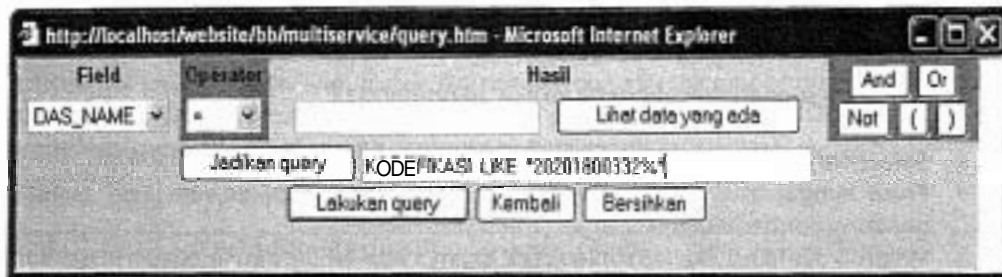 http://localhost/website/bb/multiservice/query.htm - Microsoft Internet Explorer
Field Operator Hasil And Or
DAS_NAME = Lihat data yang ada Not ( )
Jadikan query KODEFIKASI LIKE "20201800332%"
Lakukan query Kembali Bersihkan